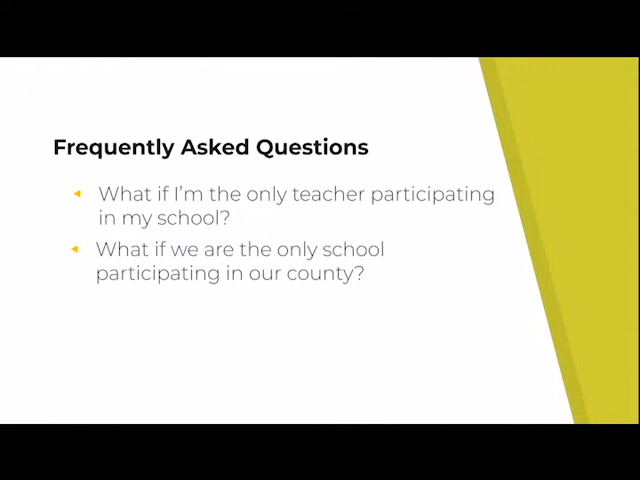 Frequently Asked Questions
What if I'm the only teacher participating
in my school?
What if we are the only school
participating in our county?